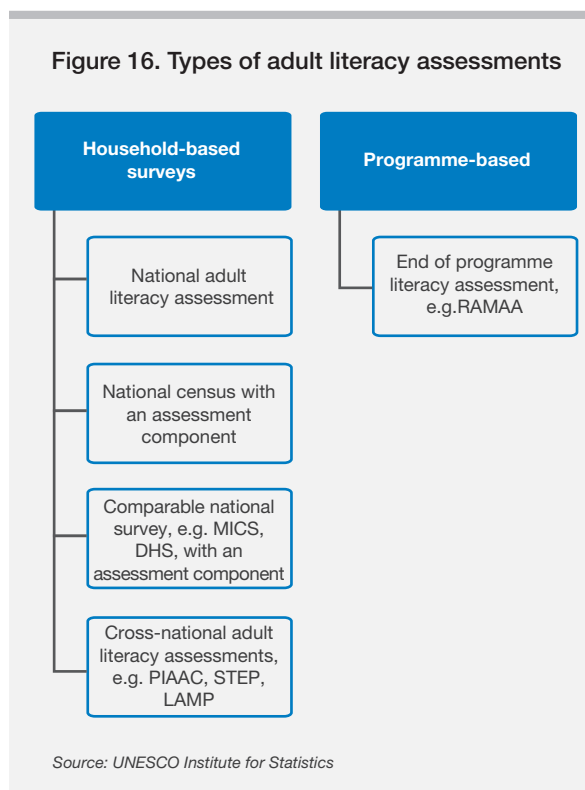 Figure 16. Types of adult literacy assessments
Household-based
surveys
National adult
literacy assessment
National census with
an assessment
component
Comparable national
survey, e.g. MICS,
DHS, with an
assessment component
Cross-national adult
literacy assessments,
e.g. PIAAC, STEP,
LAMP
Programme-based
End of programme
literacy assessment,
e.g.RAMAA
Source: UNESCO Institute for Statistics